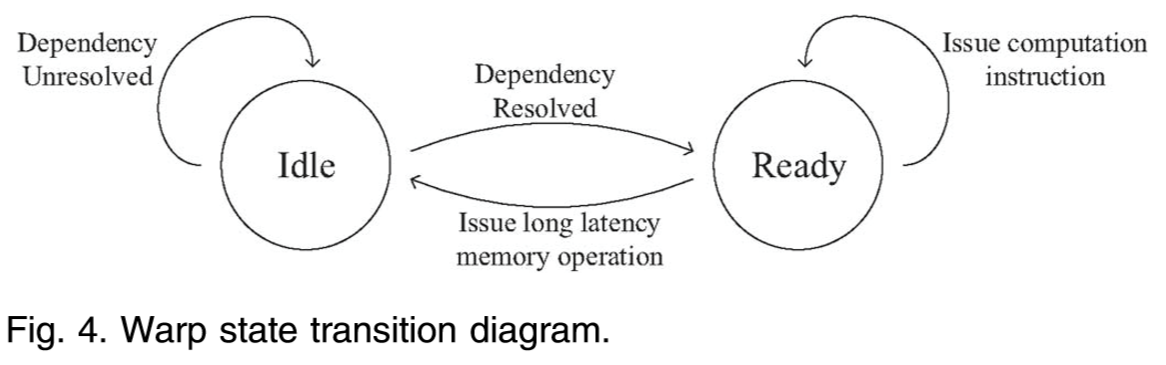 Dependency
Unresolved
Issue computation
instruction
Dependency
Resolved
Idle
Ready
Issue long latency
memory operation
Fig. 4. Warp state transition diagram.